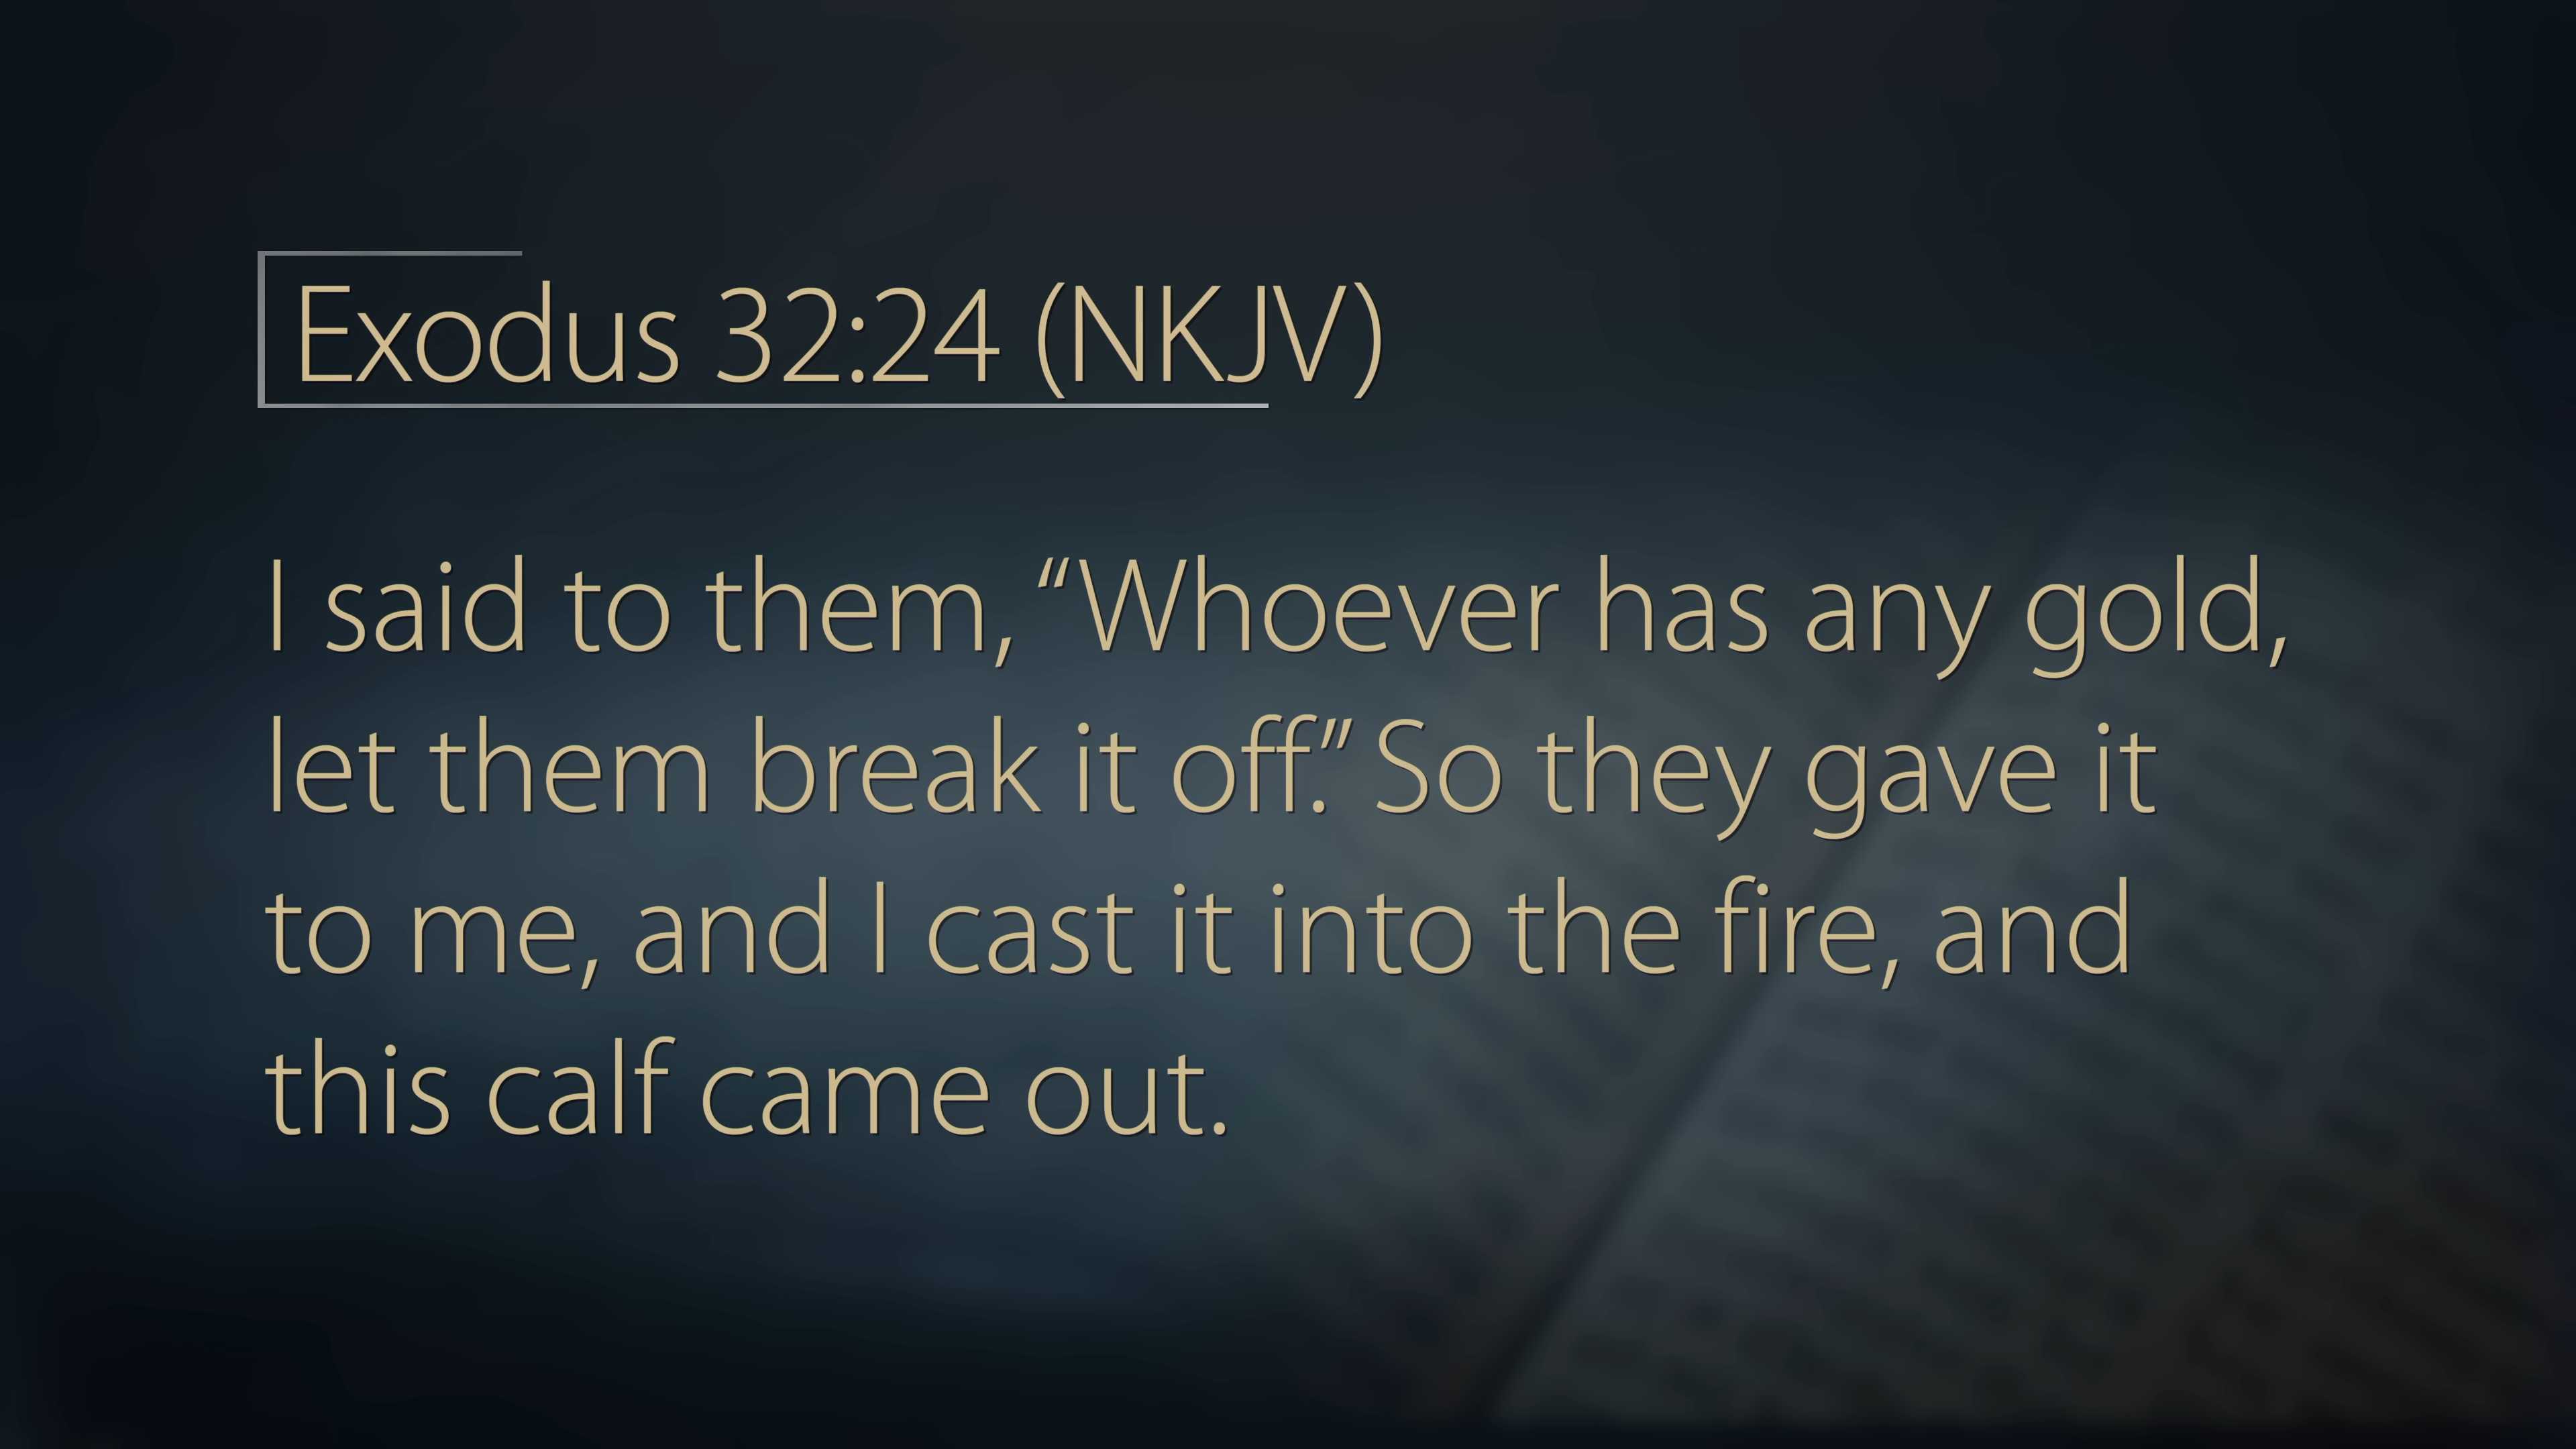 Exodus 32:24 (NKJV)
I said to them, “Whoever has any gold,
let them break it off.” So they gave it
to me, and I cast it into the fire, and
this calf came out.